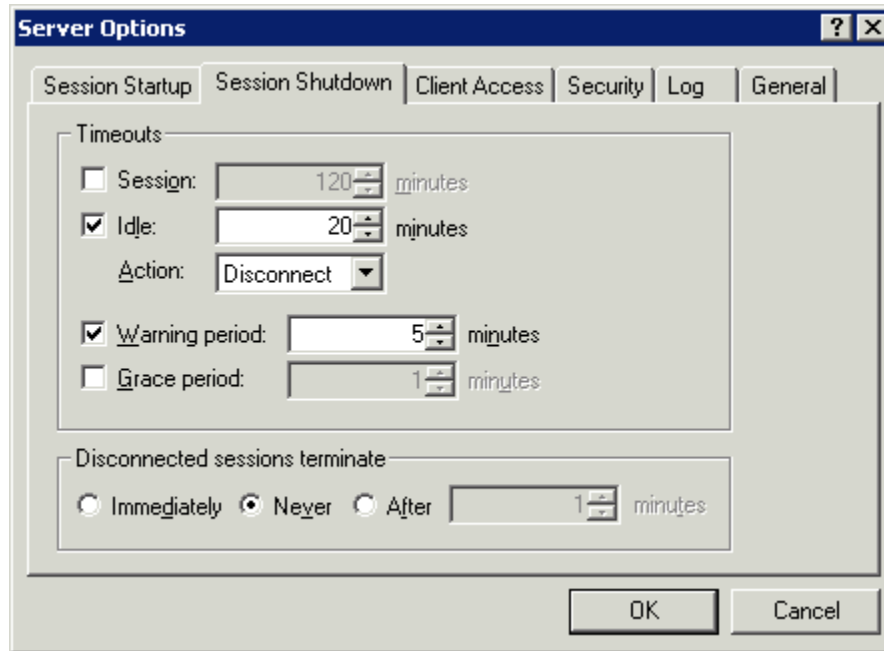 Server Options
Session Startup Session Shutdown Client Access Security Log General
Timeouts
Session: 120 minutes
Idle: 20 minutes
Action: Disconnect
Warning period: 5 minutes
Grace period: 1 minutes
Disconnected sessions terminate
Immediately Never After 1 minutes
OK Cancel